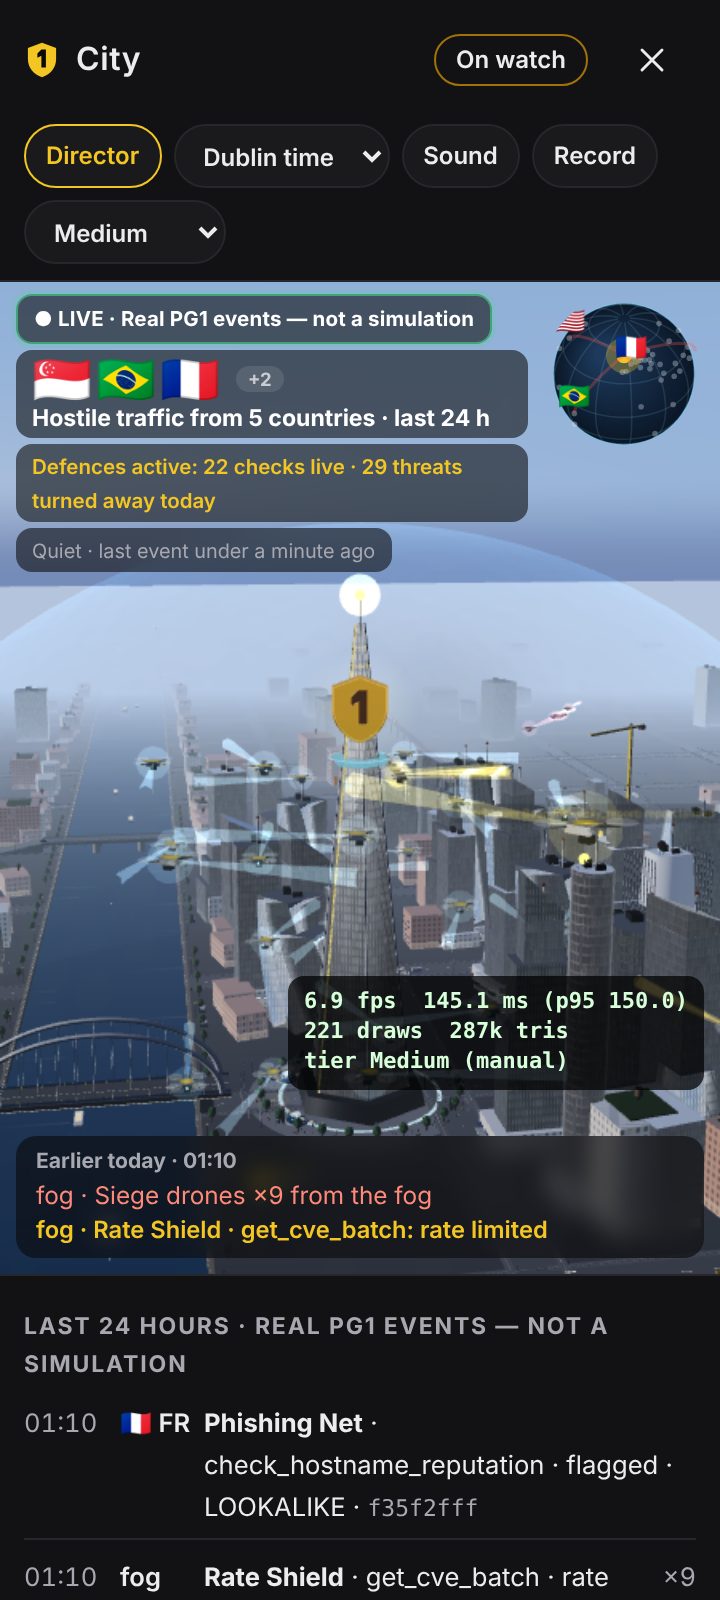 1 City
On watch
Director
Dublin time
Sound
Record
Medium
LIVE · Real PG1 events — not a simulation
+2
Hostile traffic from 5 countries · last 24 h
Defences active: 22 checks live · 29 threats
turned away today
Quiet · last event under a minute ago
1
6.9 fps 145.1 ms (p95 150.0)
221 draws 287k tris
tier Medium (manual)
Earlier today · 01:10
fog · Siege drones ×9 from the fog
fog · Rate Shield · get_cve_batch: rate limited
LAST 24 HOURS · REAL PG1 EVENTS — NOT A
SIMULATION
01:10 FR Phishing Net ·
check_hostname_reputation · flagged ·
LOOKALIKE · f35f2fff
01:10 fog Rate Shield · get_cve_batch · rate ×9